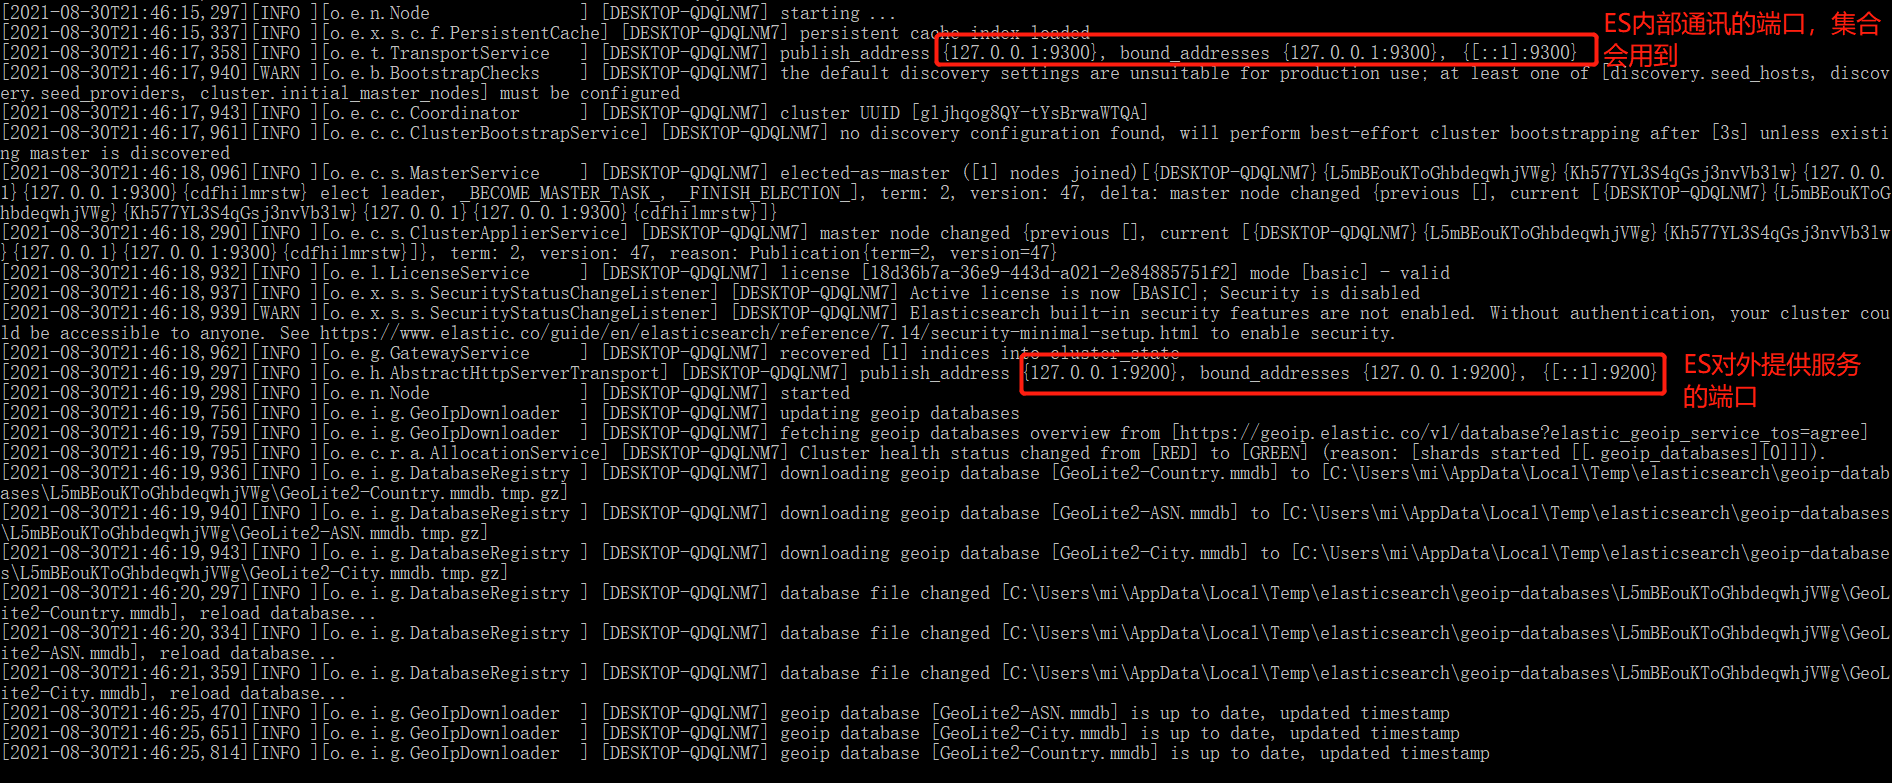 [2021-08-30T21:46:15,297][INFO ][o.e.n.Node               ] [DESKTOP-QDQLNM7] starting ...
[2021-08-30T21:46:15,337][INFO ][o.e.x.s.c.f.PersistentCache] [DESKTOP-QDQLNM7] persistent cache index loaded
[2021-08-30T21:46:17,358][INFO ][o.e.t.TransportService   ] [DESKTOP-QDQLNM7] publish_address {127.0.0.1:9300}, bound_addresses {127.0.0.1:9300}, {[::1]:9300}
ES内部通讯的端口，集合
会用到
[2021-08-30T21:46:17,940][WARN ][o.e.b.BootstrapChecks    ] [DESKTOP-QDQLNM7] the default discovery settings are unsuitable for production use; at least one of [discovery.seed_hosts, discov
ery.seed_providers, cluster.initial_master_nodes] must be configured
[2021-08-30T21:46:17,943][INFO ][o.e.c.c.Coordinator      ] [DESKTOP-QDQLNM7] cluster UUID [gljhqog8QY-tYsBrwaWTQA]
[2021-08-30T21:46:17,961][INFO ][o.e.c.c.ClusterBootstrapService] [DESKTOP-QDQLNM7] no discovery configuration found, will perform best-effort cluster bootstrapping after [3s] unless existi
ng master is discovered
[2021-08-30T21:46:18,096][INFO ][o.e.c.s.MasterService    ] [DESKTOP-QDQLNM7] elected-as-master ([1] nodes joined)[{DESKTOP-QDQLNM7}{L5mBEouKToGhbdeqwhjVWg}{Kh577YL3S4qGsj3nvVb3lw}{127.0.0.
1}{127.0.0.1:9300}{cdfhilmrstw} elect leader, _BECOME_MASTER_TASK_, _FINISH_ELECTION_], term: 2, version: 47, delta: master node changed {previous [], current [{DESKTOP-QDQLNM7}{L5mBEouKToG
hbdeqwhjVWg}{Kh577YL3S4qGsj3nvVb3lw}{127.0.0.1}{127.0.0.1:9300}{cdfhilmrstw}]}
[2021-08-30T21:46:18,290][INFO ][o.e.c.s.ClusterApplierService] [DESKTOP-QDQLNM7] master node changed {previous [], current [{DESKTOP-QDQLNM7}{L5mBEouKToGhbdeqwhjVWg}{Kh577YL3S4qGsj3nvVb3lw
}{127.0.0.1}{127.0.0.1:9300}{cdfhilmrstw}]}, term: 2, version: 47, reason: Publication{term=2, version=47}
[2021-08-30T21:46:18,932][INFO ][o.e.l.LicenseService     ] [DESKTOP-QDQLNM7] license [18d36b7a-36e9-443d-a021-2e84885751f2] mode [basic] - valid
[2021-08-30T21:46:18,937][INFO ][o.e.x.s.s.SecurityStatusChangeListener] [DESKTOP-QDQLNM7] Active license is now [BASIC]; Security is disabled
[2021-08-30T21:46:18,939][WARN ][o.e.x.s.s.SecurityStatusChangeListener] [DESKTOP-QDQLNM7] Elasticsearch built-in security features are not enabled. Without authentication, your cluster cou
ld be accessible to anyone. See https://www.elastic.co/guide/en/elasticsearch/reference/7.14/security-minimal-setup.html to enable security.
[2021-08-30T21:46:18,962][INFO ][o.e.g.GatewayService     ] [DESKTOP-QDQLNM7] recovered [1] indices into cluster_state
[2021-08-30T21:46:19,297][INFO ][o.e.h.AbstractHttpServerTransport] [DESKTOP-QDQLNM7] publish_address {127.0.0.1:9200}, bound_addresses {127.0.0.1:9200}, {[::1]:9200}
ES对外提供服务
的端口
[2021-08-30T21:46:19,298][INFO ][o.e.n.Node               ] [DESKTOP-QDQLNM7] started
[2021-08-30T21:46:19,756][INFO ][o.e.i.g.GeoIpDownloader  ] [DESKTOP-QDQLNM7] updating geoip databases
[2021-08-30T21:46:19,759][INFO ][o.e.i.g.GeoIpDownloader  ] [DESKTOP-QDQLNM7] fetching geoip databases overview from [https://geoip.elastic.co/v1/database?elastic_geoip_service_tos=agree]
[2021-08-30T21:46:19,795][INFO ][o.e.c.r.a.AllocationService] [DESKTOP-QDQLNM7] Cluster health status changed from [RED] to [GREEN] (reason: [shards started [[.geoip_databases][0]]]).
[2021-08-30T21:46:19,936][INFO ][o.e.i.g.DatabaseRegistry ] [DESKTOP-QDQLNM7] downloading geoip database [GeoLite2-Country.mmdb] to [C:\Users\mi\AppData\Local\Temp\elasticsearch\geoip-datab
ases\L5mBEouKToGhbdeqwhjVWg\GeoLite2-Country.mmdb.tmp.gz]
[2021-08-30T21:46:19,940][INFO ][o.e.i.g.DatabaseRegistry ] [DESKTOP-QDQLNM7] downloading geoip database [GeoLite2-ASN.mmdb] to [C:\Users\mi\AppData\Local\Temp\elasticsearch\geoip-databases
\L5mBEouKToGhbdeqwhjVWg\GeoLite2-ASN.mmdb.tmp.gz]
[2021-08-30T21:46:19,943][INFO ][o.e.i.g.DatabaseRegistry ] [DESKTOP-QDQLNM7] downloading geoip database [GeoLite2-City.mmdb] to [C:\Users\mi\AppData\Local\Temp\elasticsearch\geoip-database
s\L5mBEouKToGhbdeqwhjVWg\GeoLite2-City.mmdb.tmp.gz]
[2021-08-30T21:46:20,297][INFO ][o.e.i.g.DatabaseRegistry ] [DESKTOP-QDQLNM7] database file changed [C:\Users\mi\AppData\Local\Temp\elasticsearch\geoip-databases\L5mBEouKToGhbdeqwhjVWg\GeoL
ite2-Country.mmdb], reload database...
[2021-08-30T21:46:20,334][INFO ][o.e.i.g.DatabaseRegistry ] [DESKTOP-QDQLNM7] database file changed [C:\Users\mi\AppData\Local\Temp\elasticsearch\geoip-databases\L5mBEouKToGhbdeqwhjVWg\GeoL
ite2-ASN.mmdb], reload database...
[2021-08-30T21:46:21,359][INFO ][o.e.i.g.DatabaseRegistry ] [DESKTOP-QDQLNM7] database file changed [C:\Users\mi\AppData\Local\Temp\elasticsearch\geoip-databases\L5mBEouKToGhbdeqwhjVWg\GeoL
ite2-City.mmdb], reload database...
[2021-08-30T21:46:25,470][INFO ][o.e.i.g.GeoIpDownloader  ] [DESKTOP-QDQLNM7] geoip database [GeoLite2-ASN.mmdb] is up to date, updated timestamp
[2021-08-30T21:46:25,651][INFO ][o.e.i.g.GeoIpDownloader  ] [DESKTOP-QDQLNM7] geoip database [GeoLite2-City.mmdb] is up to date, updated timestamp
[2021-08-30T21:46:25,814][INFO ][o.e.i.g.GeoIpDownloader  ] [DESKTOP-QDQLNM7] geoip database [GeoLite2-Country.mmdb] is up to date, updated timestamp